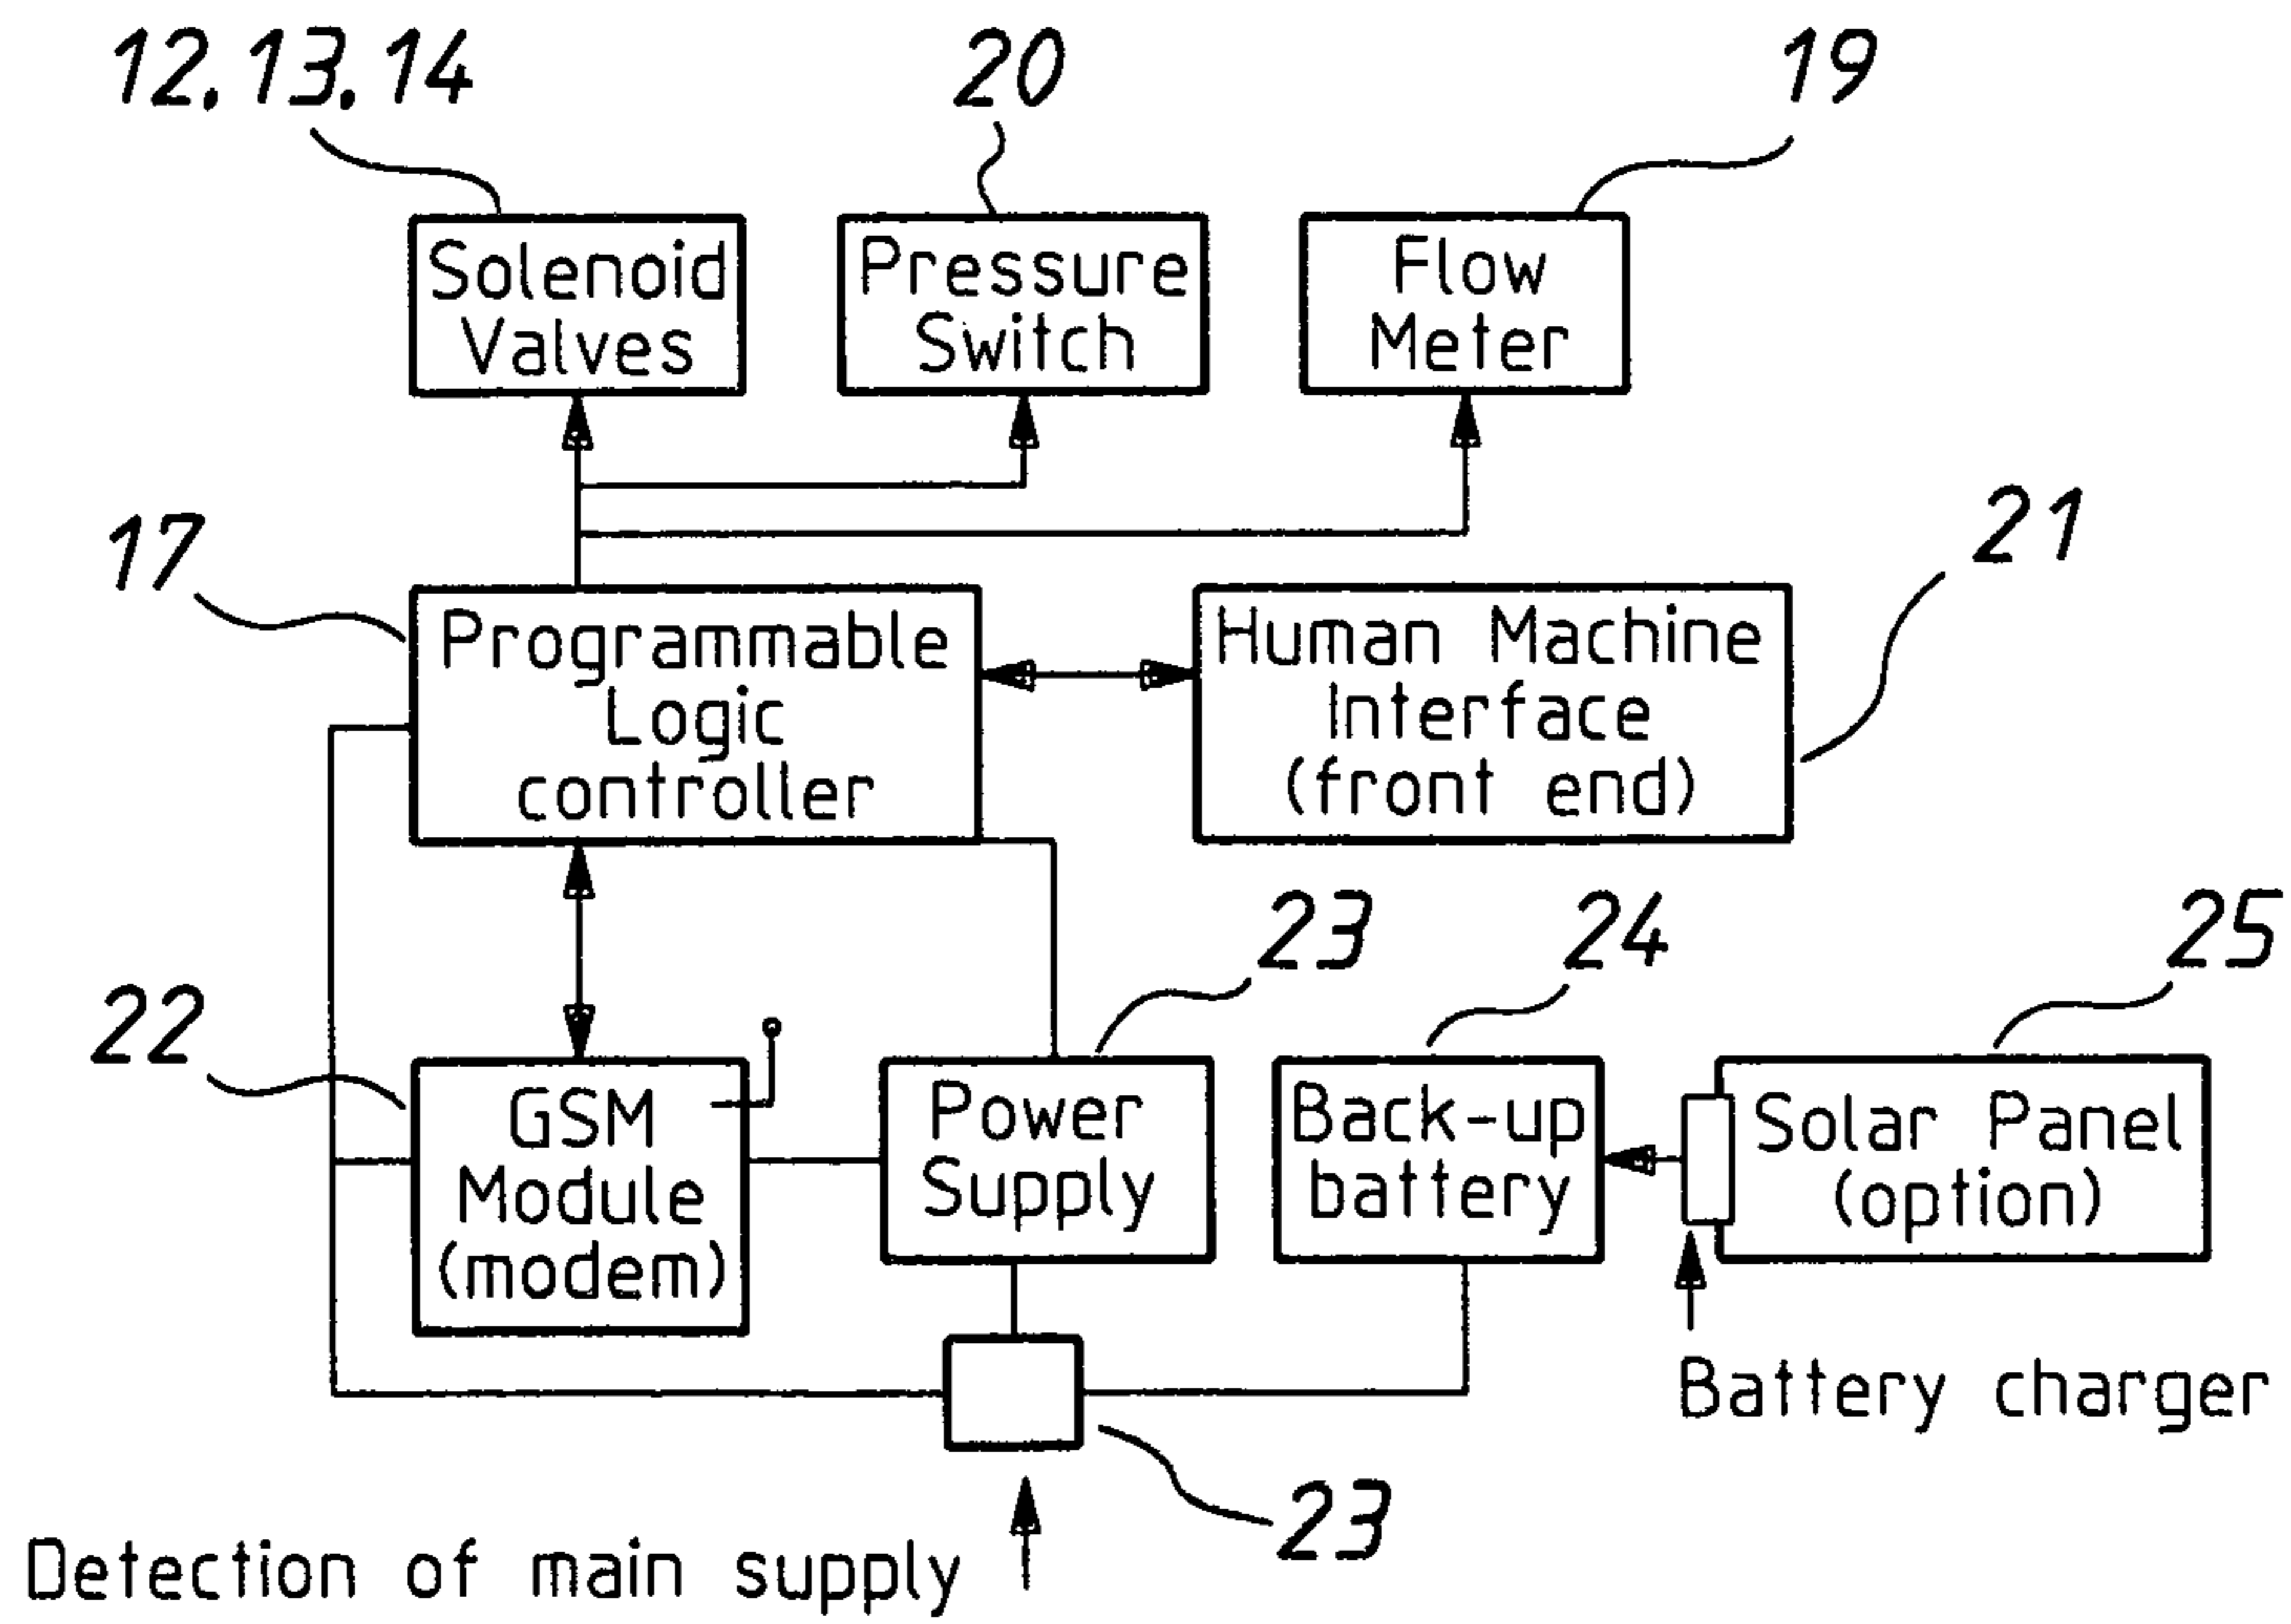 12.13.14
20
19
Solenoid
Valves
Pressure
Switch
Flow
Meter
17
21
Programmable
Logic
controller
Human Machine
Interface
(front end)
23
24
25
22
GSM
Module
(modem)
Power
Supply
Back-up
battery
Solar Panel
(option)
Battery charger
23
Detection of main supply